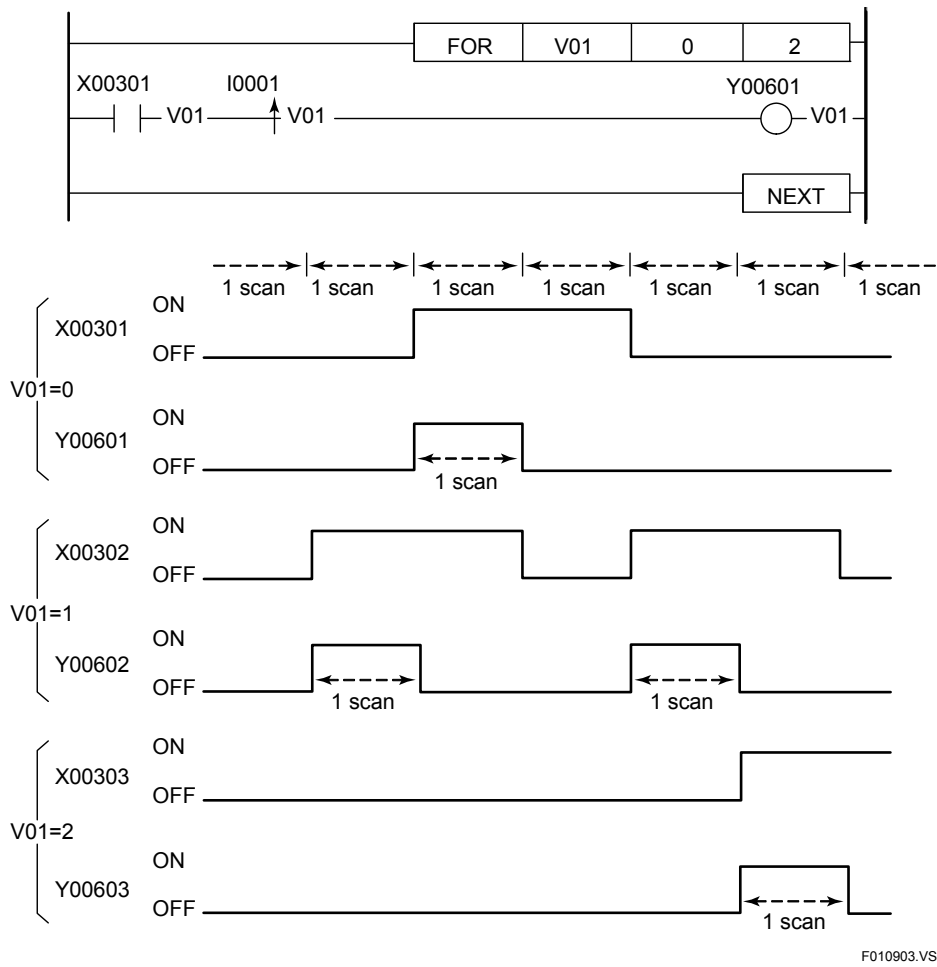 FOR V01 0 2
X00301 I0001 Y00601
V01 V01 V01
NEXT
1 scan 1 scan 1 scan 1 scan 1 scan 1 scan 1 scan
ON
X00301
OFF
V01=0
ON
Y00601
OFF
1 scan
ON
X00302
OFF
V01=1
ON
Y00602
OFF
1 scan 1 scan
ON
X00303
OFF
V01=2
ON
Y00603
OFF
1 scan
F010903.VS